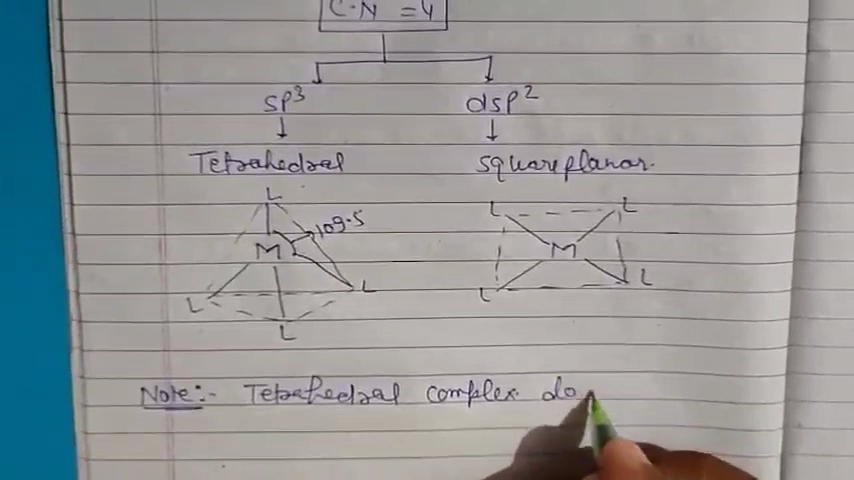 C·N = 4
sp³ dsp²
Tetrahedral squareplanar.
L L L
109.5
M M
L L L L
L
Note:- Tetrahedral complex do